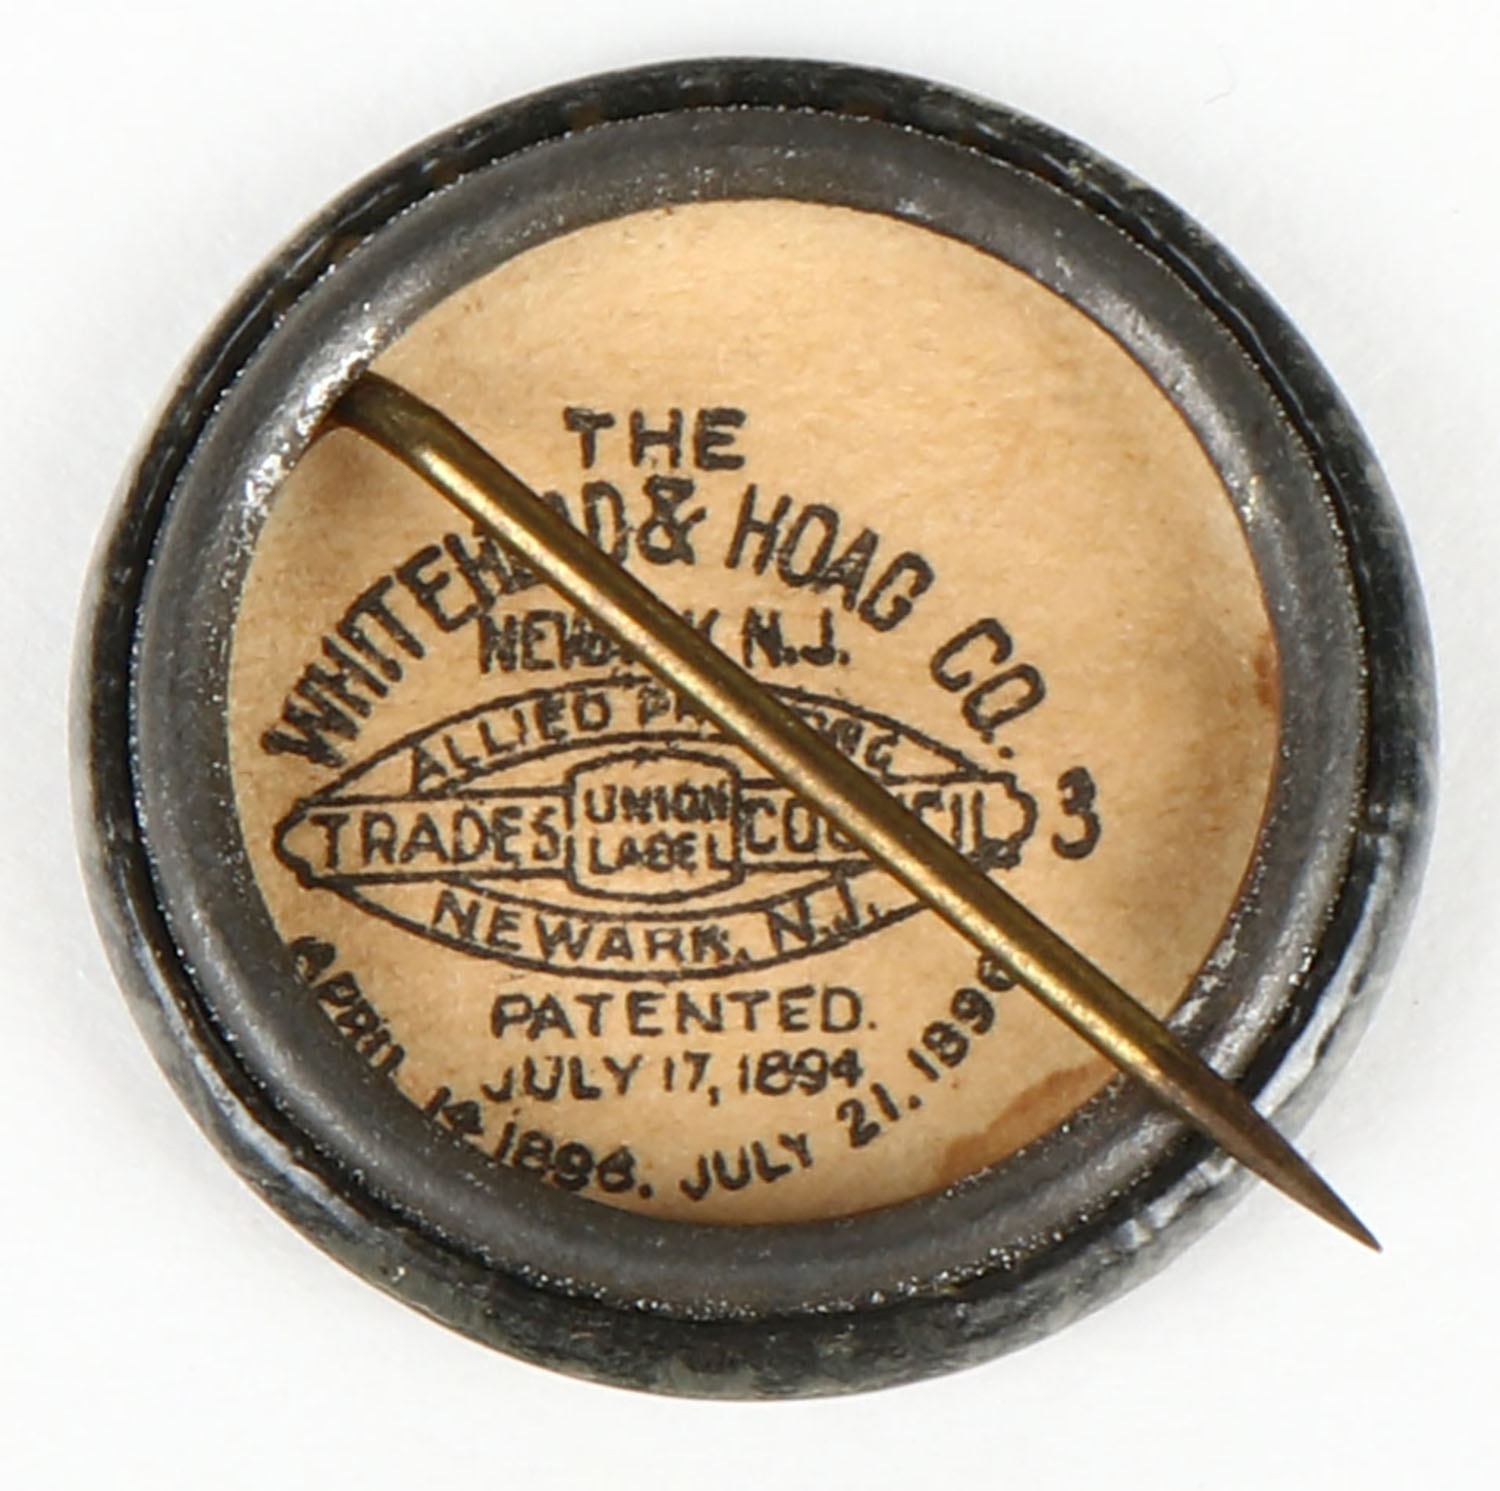 THE
WHITEHEAD & HOAG CO.
NEWARK N.J.
ALLIED PRINTING
TRADES UNION LABEL COUNCIL 3
NEWARK, N.J.
PATENTED.
JULY 17, 1894
APRIL 14 1896. JULY 21. 1896